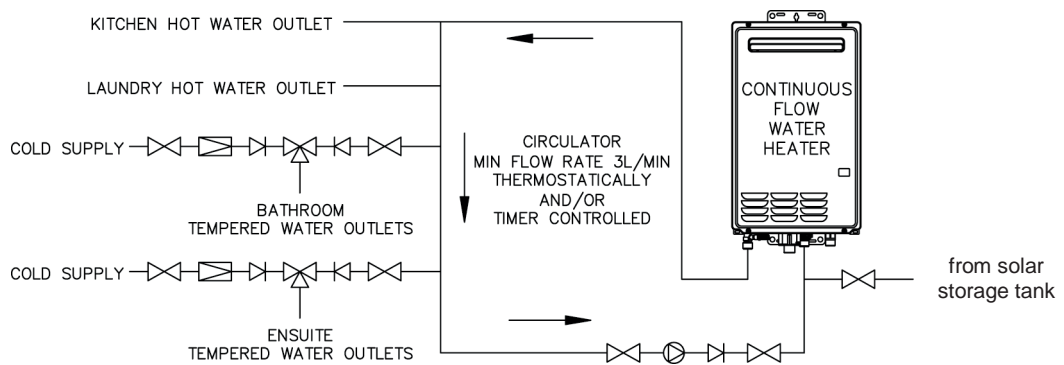 KITCHEN HOT WATER OUTLET
LAUNDRY HOT WATER OUTLET
COLD SUPPLY
BATHROOM
TEMPERED WATER OUTLETS
COLD SUPPLY
ENSUITE
TEMPERED WATER OUTLETS
CIRCULATOR
MIN FLOW RATE 3L/MIN
THERMOSTATICALLY
AND/OR
TIMER CONTROLLED
CONTINUOUS
FLOW
WATER
HEATER
from solar
storage tank